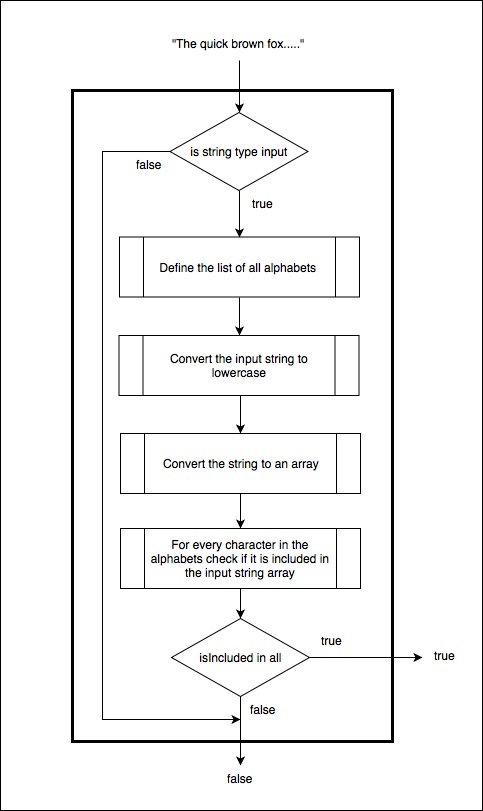 "The quick brown fox....."
is string type input
false
true
Define the list of all alphabets
Convert the input string to
lowercase
Convert the string to an array
For every character in the
alphabets check if it is included in
the input string array
true
isIncluded in all
true
false
false